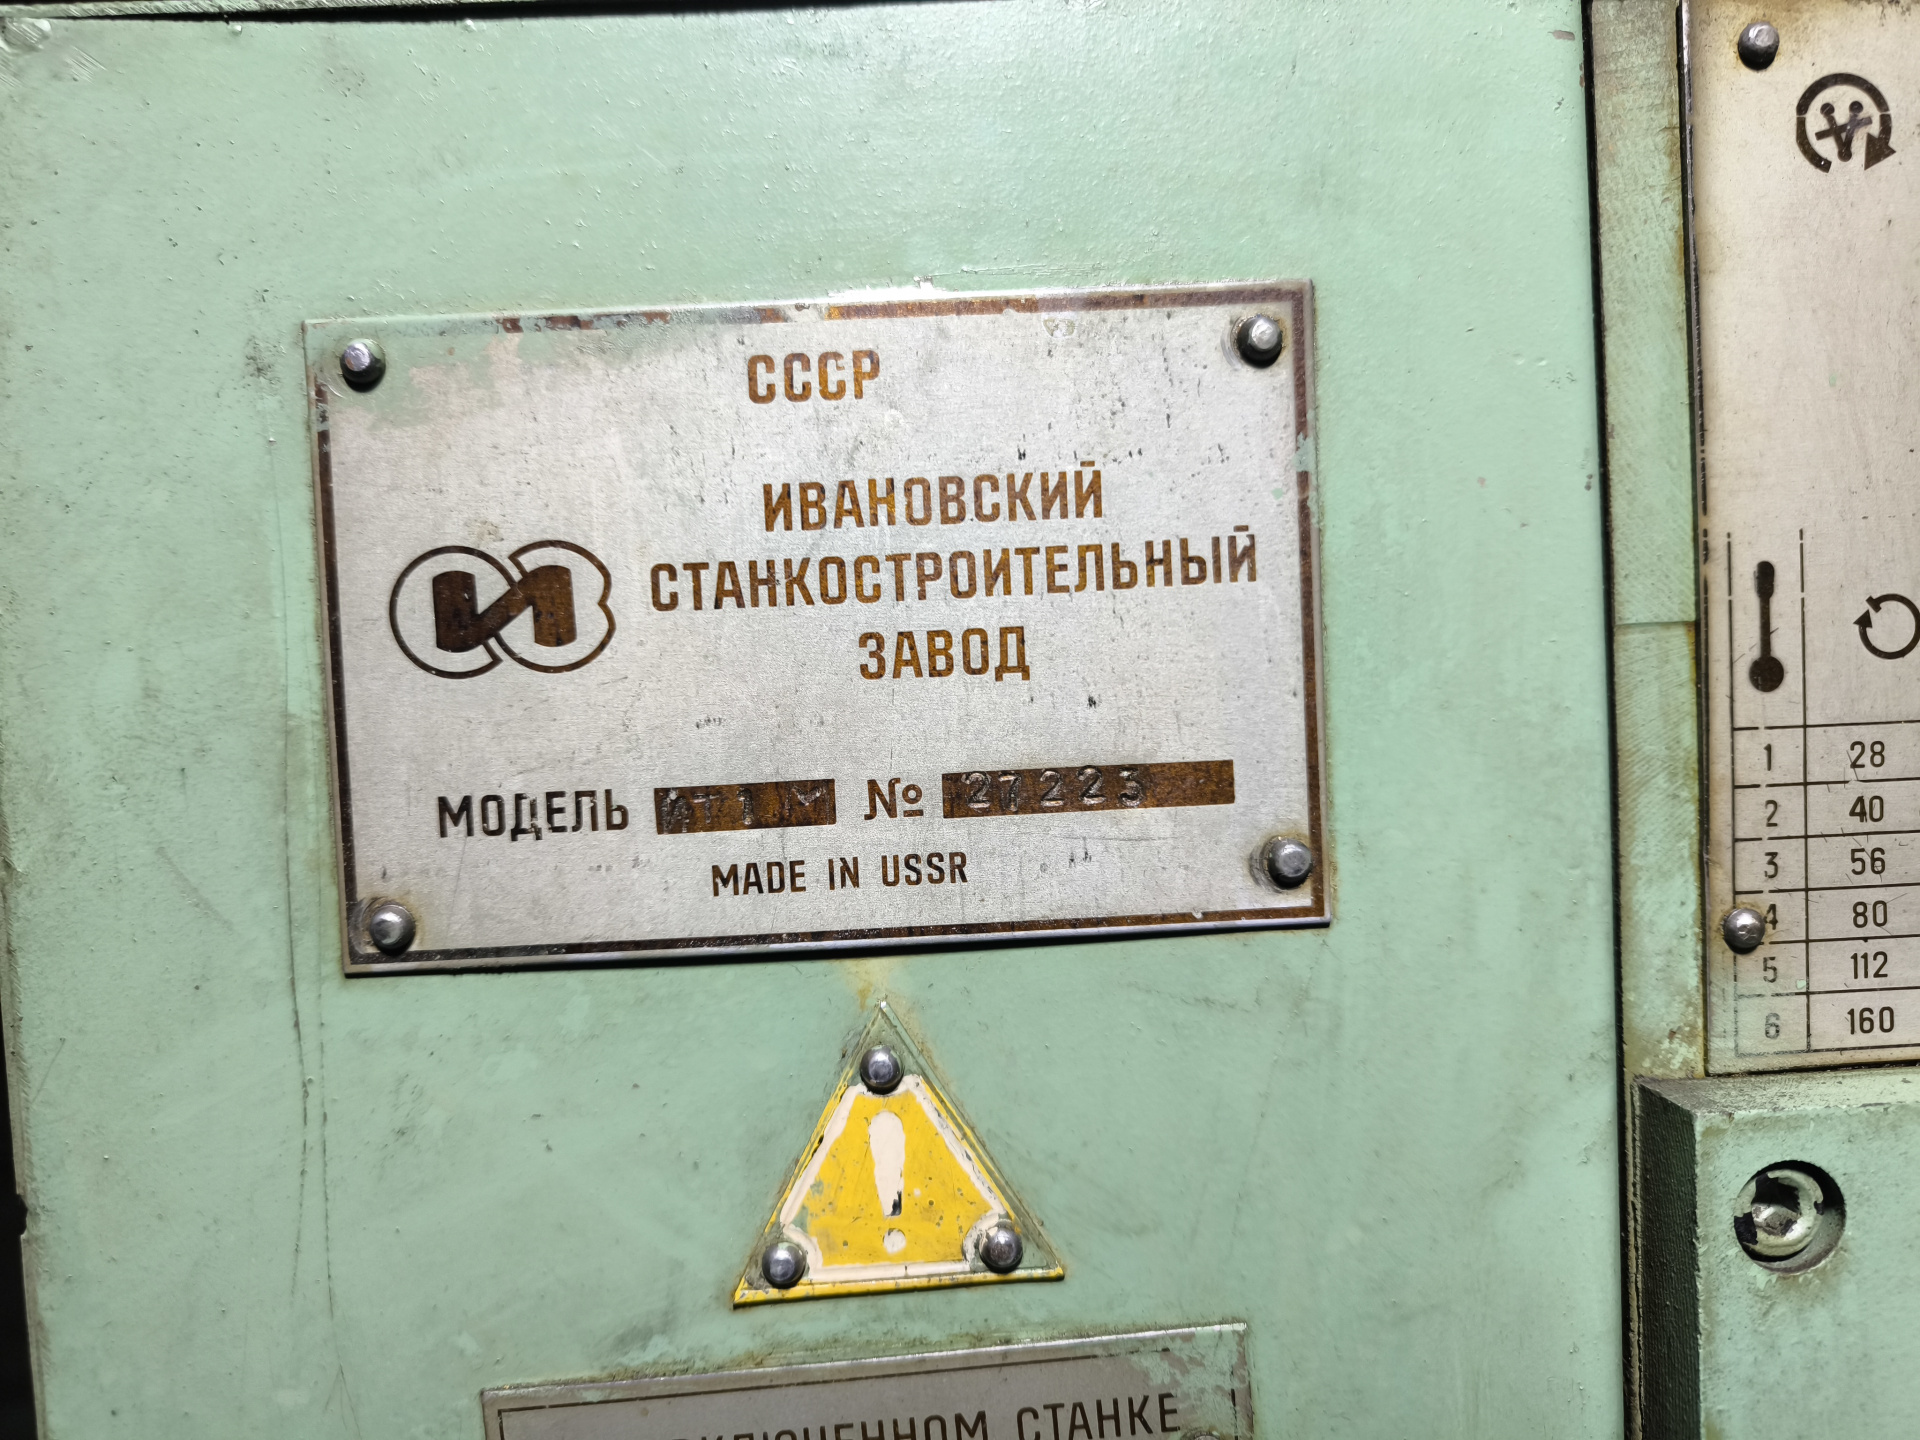 СССР
ИВАНОВСКИЙ
СТАНКОСТРОИТЕЛЬНЫЙ
ЗАВОД
МОДЕЛЬ ИТ1М № 27223
MADE IN USSR
СТАНКЕ
1 28
2 40
3 56
4 80
5 112
6 160